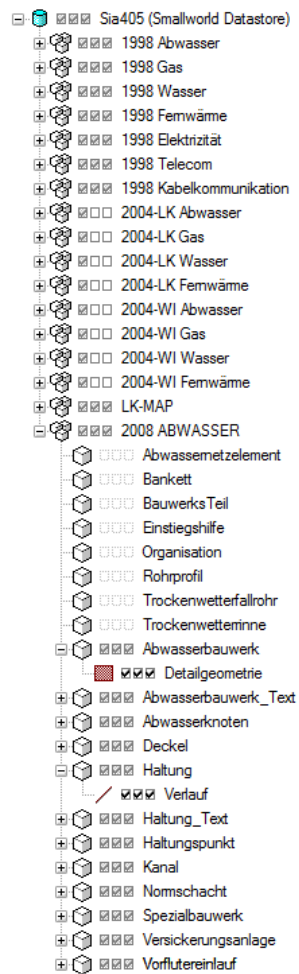 Sia405 (Smallworld Datastore)
1998 Abwasser
1998 Gas
1998 Wasser
1998 Fernwärme
1998 Elektrizität
1998 Telecom
1998 Kabelkommunikation
2004-LK Abwasser
2004-LK Gas
2004-LK Wasser
2004-LK Fernwärme
2004-WI Abwasser
2004-WI Gas
2004-WI Wasser
2004-WI Fernwärme
LK-MAP
2008 ABWASSER
Abwassernetzelement
Bankett
BauwerksTeil
Einstiegshilfe
Organisation
Rohrprofil
Trockenwetterfallrohr
Trockenwetterrinne
Abwasserbauwerk
Detailgeometrie
Abwasserbauwerk_Text
Abwasserknoten
Deckel
Haltung
Verlauf
Haltung_Text
Haltungspunkt
Kanal
Normschacht
Spezialbauwerk
Versickerungsanlage
Vorflutereinlauf